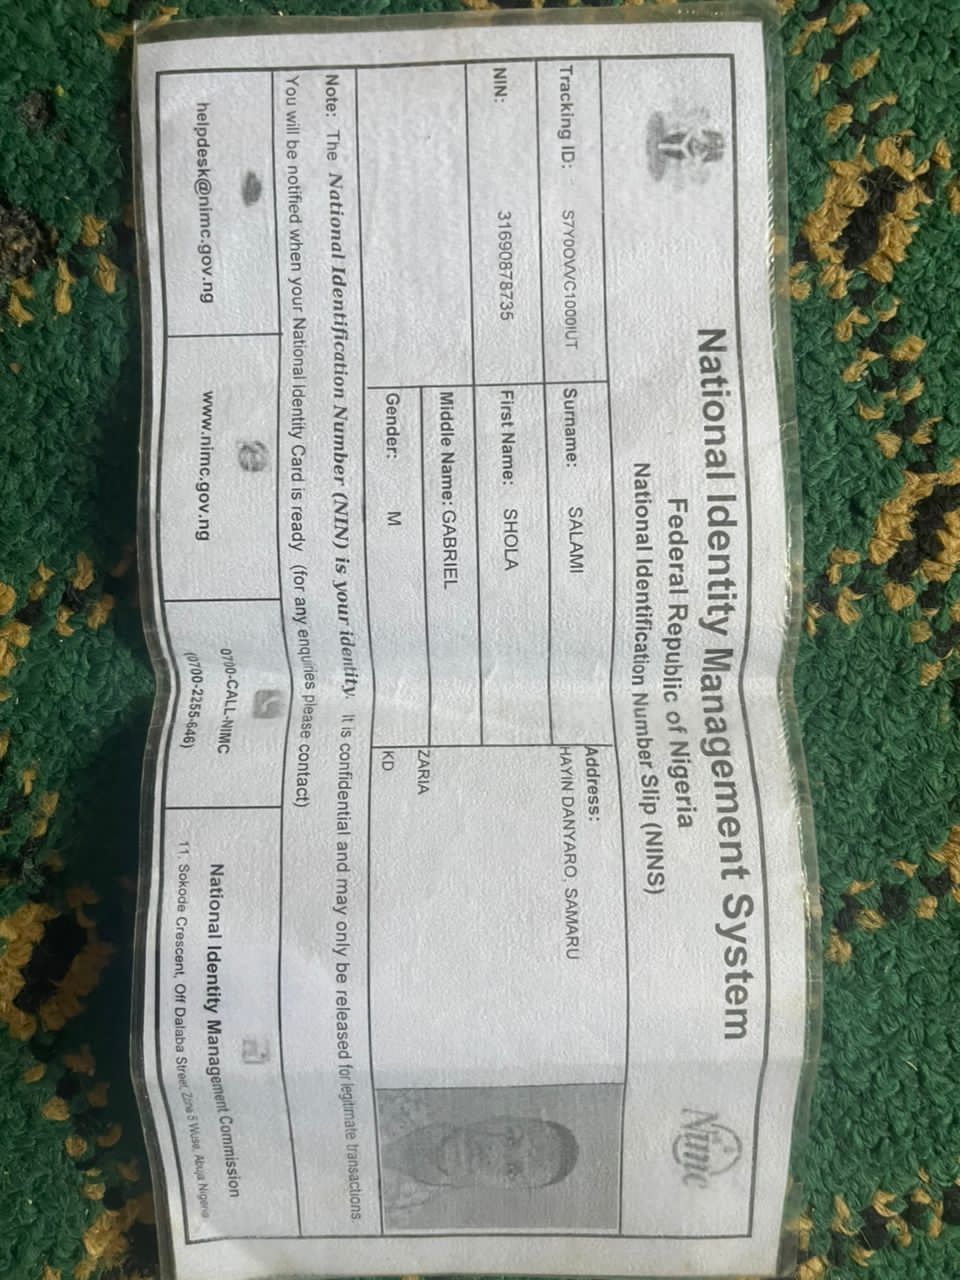 National Identity Management System
Federal Republic of Nigeria
National Identification Number Slip (NINS)
Nimc
Tracking ID: S7Y0OVVC1000IUT
Surname: SALAMI
Address:
HAYIN DANYARO, SAMARU
NIN: 31690878735
First Name: SHOLA
Middle Name: GABRIEL
ZARIA
Gender: M
KD
Note: The National Identification Number (NIN) is your identity. It is confidential and may only be released for legitimate transactions.
You will be notified when your National Identity Card is ready (for any enquiries please contact)
helpdesk@nimc.gov.ng
www.nimc.gov.ng
0700-CALL-NIMC
(0700-2255-646)
National Identity Management Commission
11, Sokode Crescent, Off Dalaba Street, Zone 5 Wuse, Abuja Nigeria